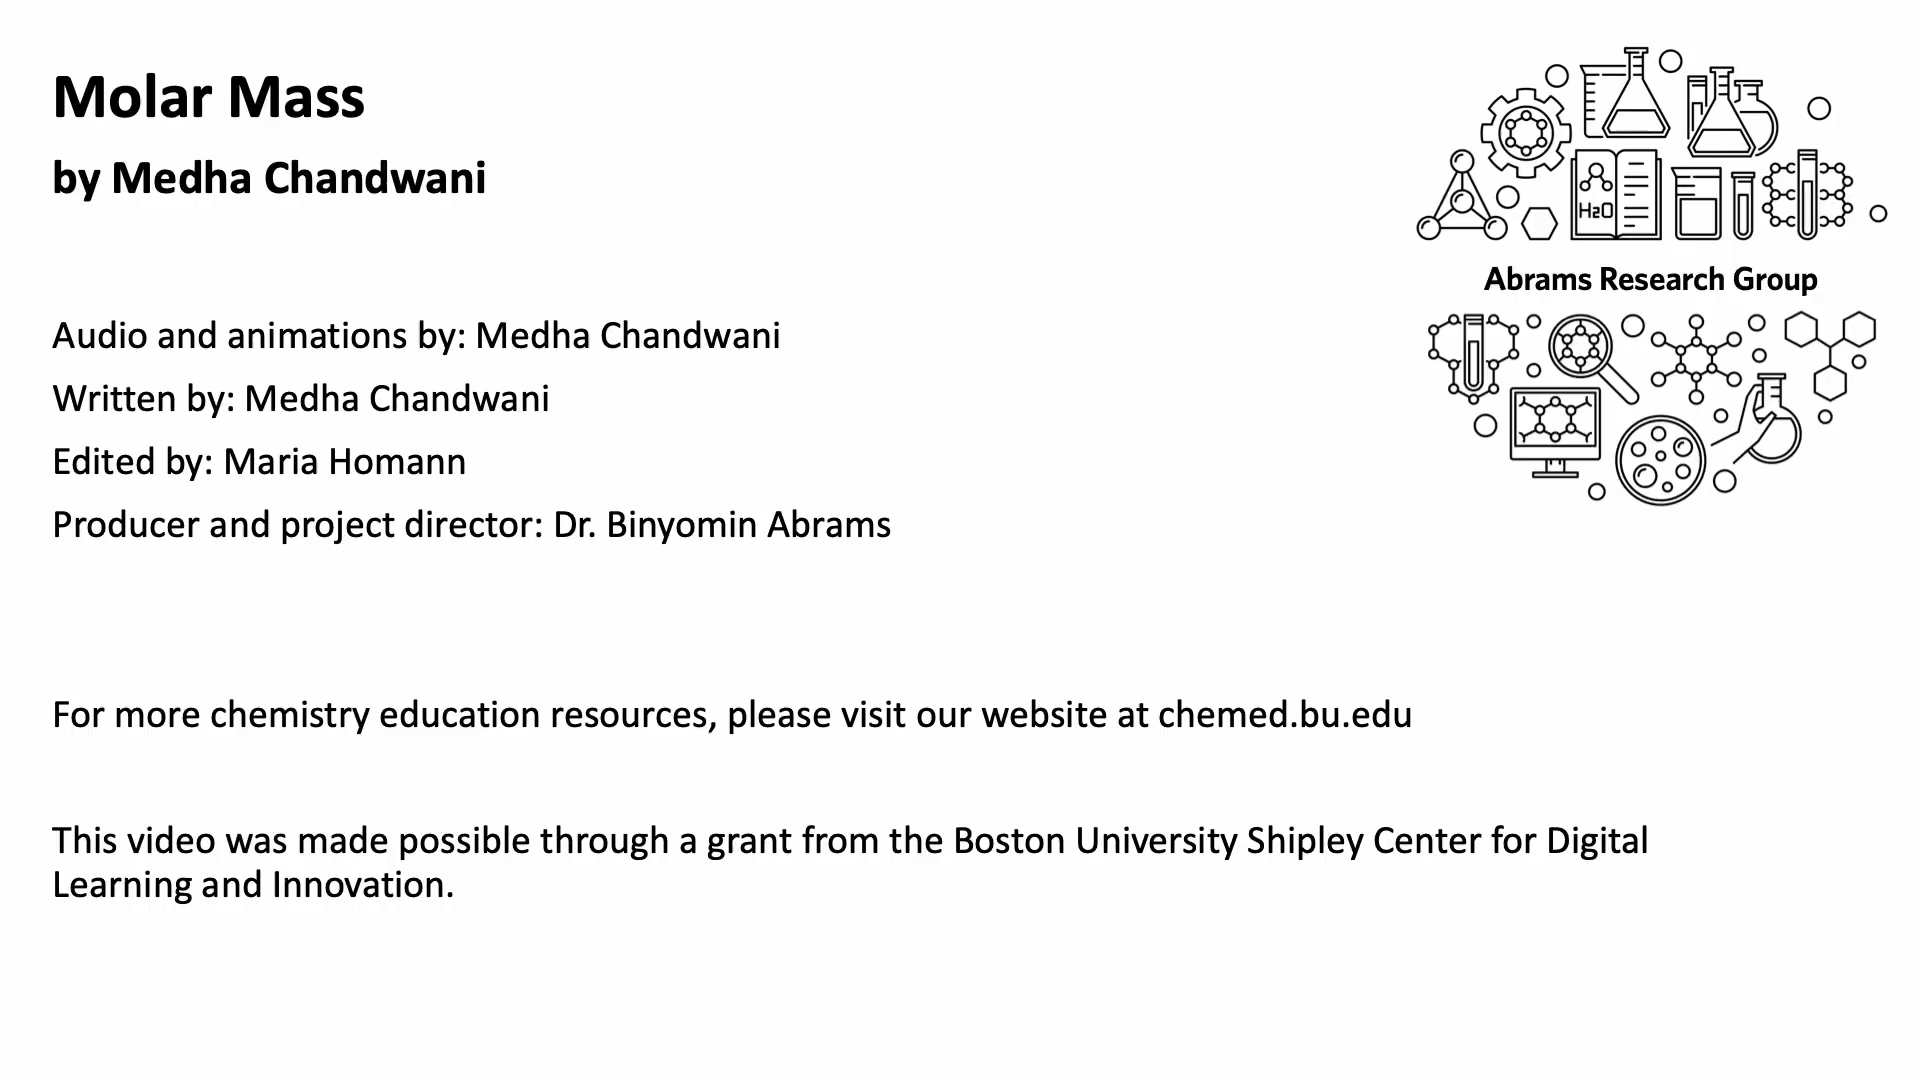 Molar Mass
by Medha Chandwani
H2O
Abrams Research Group
Audio and animations by: Medha Chandwani
Written by: Medha Chandwani
Edited by: Maria Homann
Producer and project director: Dr. Binyomin Abrams
For more chemistry education resources, please visit our website at chemed.bu.edu
This video was made possible through a grant from the Boston University Shipley Center for Digital
Learning and Innovation.